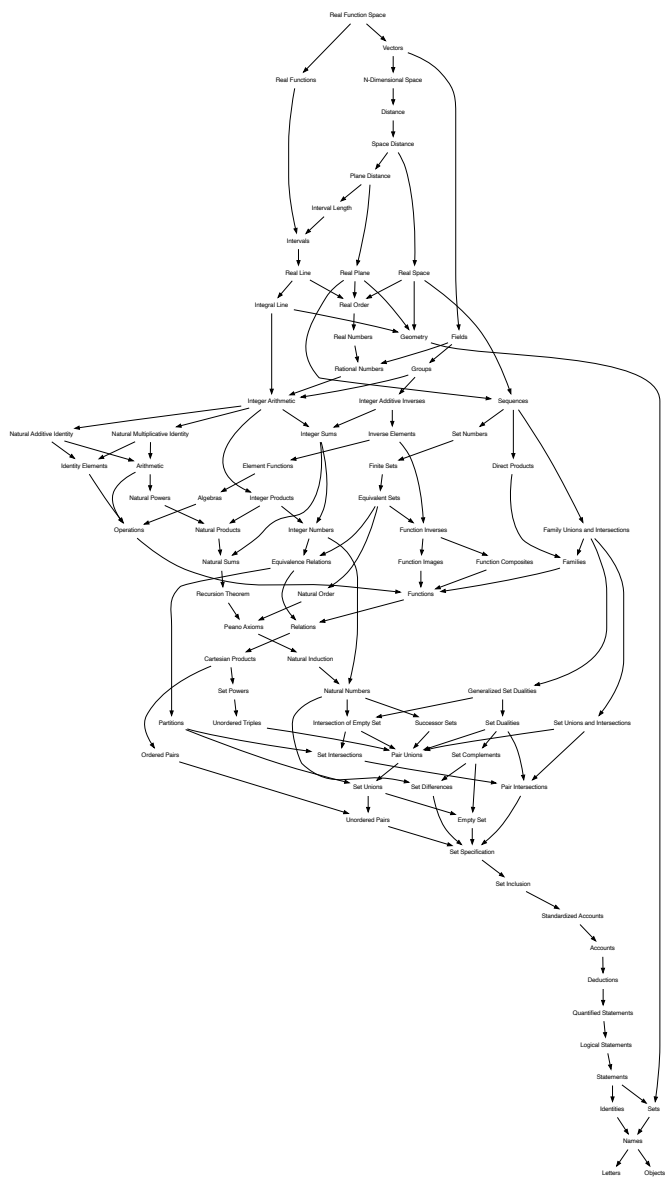 Real Function Space
Vectors
Real Functions
N-Dimensional Space
Distance
Space Distance
Plane Distance
Interval Length
Intervals
Real Line
Real Plane
Real Space
Integral Line
Real Order
Real Numbers
Geometry
Fields
Rational Numbers
Groups
Integer Arithmetic
Integer Additive Inverses
Sequences
Natural Additive Identity
Natural Multiplicative Identity
Integer Sums
Inverse Elements
Set Numbers
Identity Elements
Arithmetic
Element Functions
Finite Sets
Direct Products
Natural Powers
Algebras
Integer Products
Equivalent Sets
Operations
Natural Products
Integer Numbers
Function Inverses
Family Unions and Intersections
Natural Sums
Equivalence Relations
Function Images
Function Composites
Families
Recursion Theorem
Natural Order
Functions
Peano Axioms
Relations
Cartesian Products
Natural Induction
Set Powers
Natural Numbers
Generalized Set Dualities
Partitions
Unordered Triples
Intersection of Empty Set
Successor Sets
Set Dualities
Set Unions and Intersections
Ordered Pairs
Set Intersections
Pair Unions
Set Complements
Set Unions
Set Differences
Pair Intersections
Unordered Pairs
Empty Set
Set Specification
Set Inclusion
Standardized Accounts
Accounts
Deductions
Quantified Statements
Logical Statements
Statements
Identities
Sets
Names
Letters
Objects